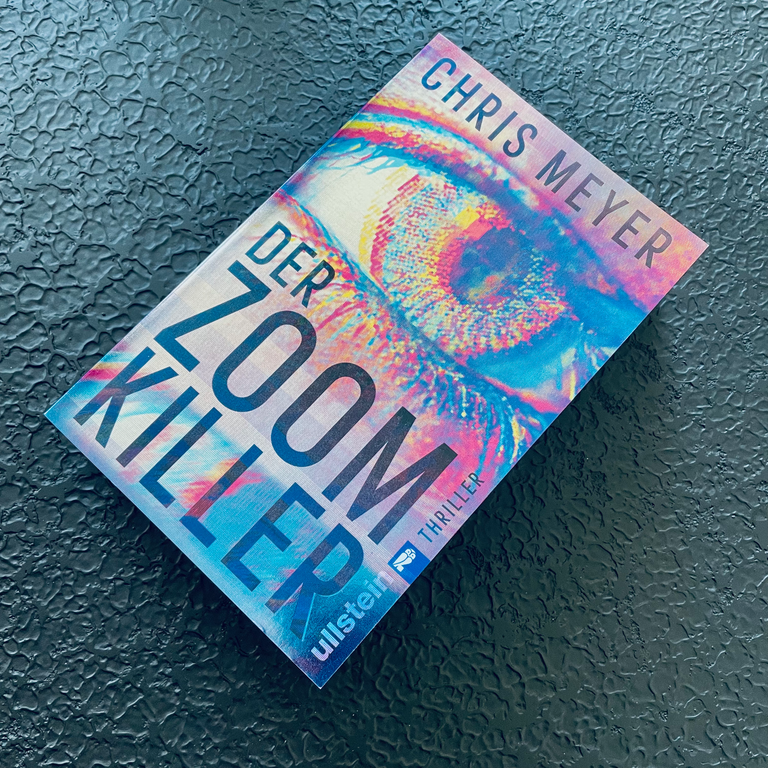 CHRIS MEYER
DER
ZOOM
KILLER
THRILLER
ullstein